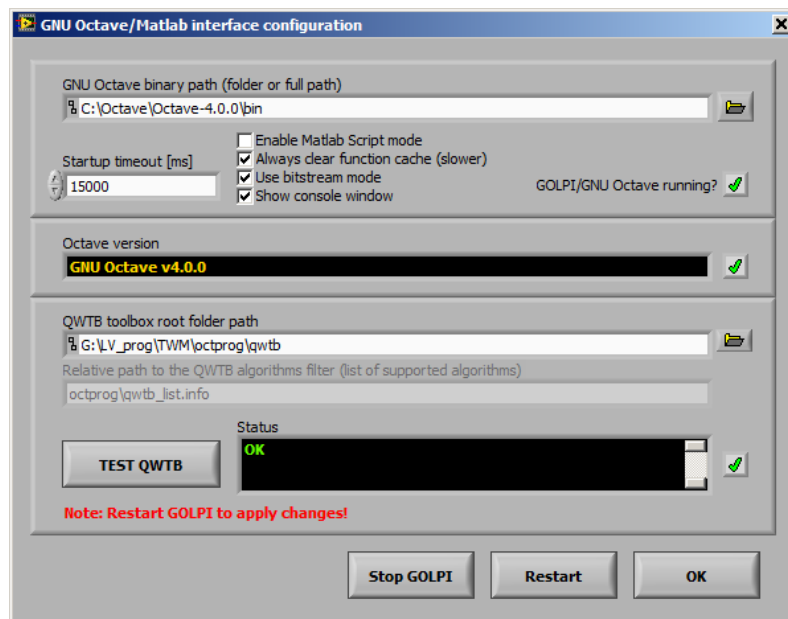 GNU Octave/Matlab interface configuration
GNU Octave binary path (folder or full path)
C:\Octave\Octave-4.0.0\bin
Enable Matlab Script mode
Startup timeout [ms]
Always clear function cache (slower)
15000
Use bitstream mode
GOLPI/GNU Octave running?
Show console window
Octave version
GNU Octave v4.0.0
QWTB toolbox root folder path
G:\LV_prog\TWM\octprog\qwtb
Relative path to the QWTB algorithms filter (list of supported algorithms)
octprog\qwtb_list.info
Status
OK
TEST QWTB
Note: Restart GOLPI to apply changes!
Stop GOLPI
Restart
OK